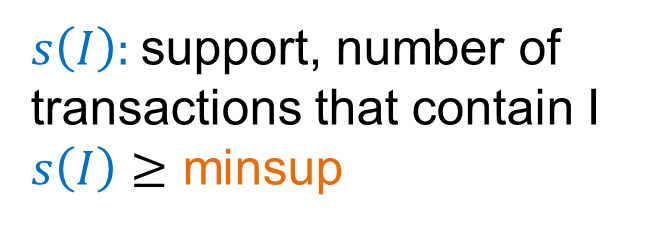 s(I): support, number of
transactions that contain I
s(I) ≥ minsup